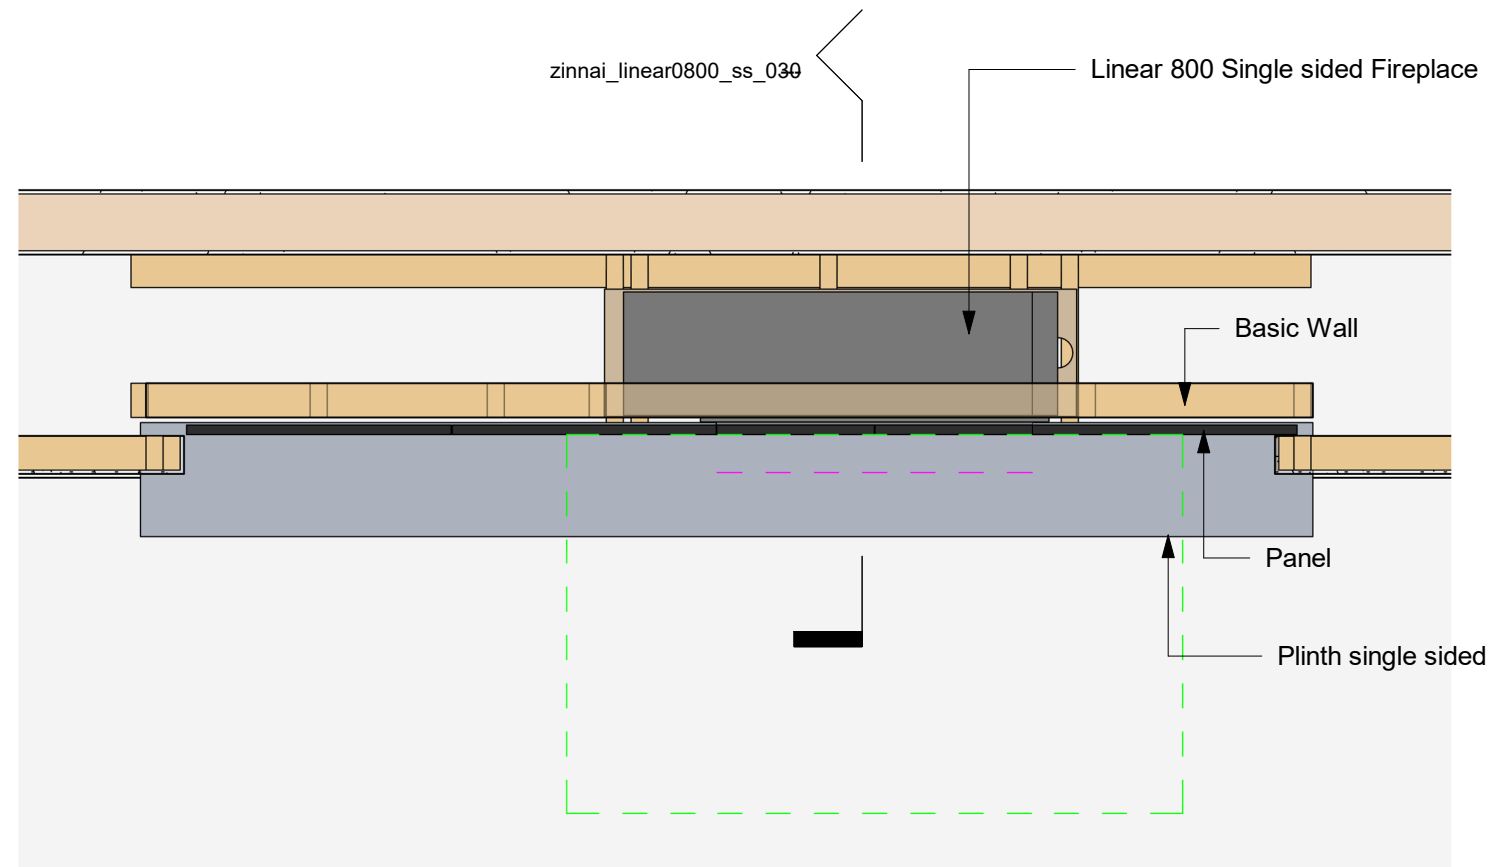 zinnai_linear0800_ss_030
Linear 800 Single sided Fireplace
Basic Wall
Panel
Plinth single sided